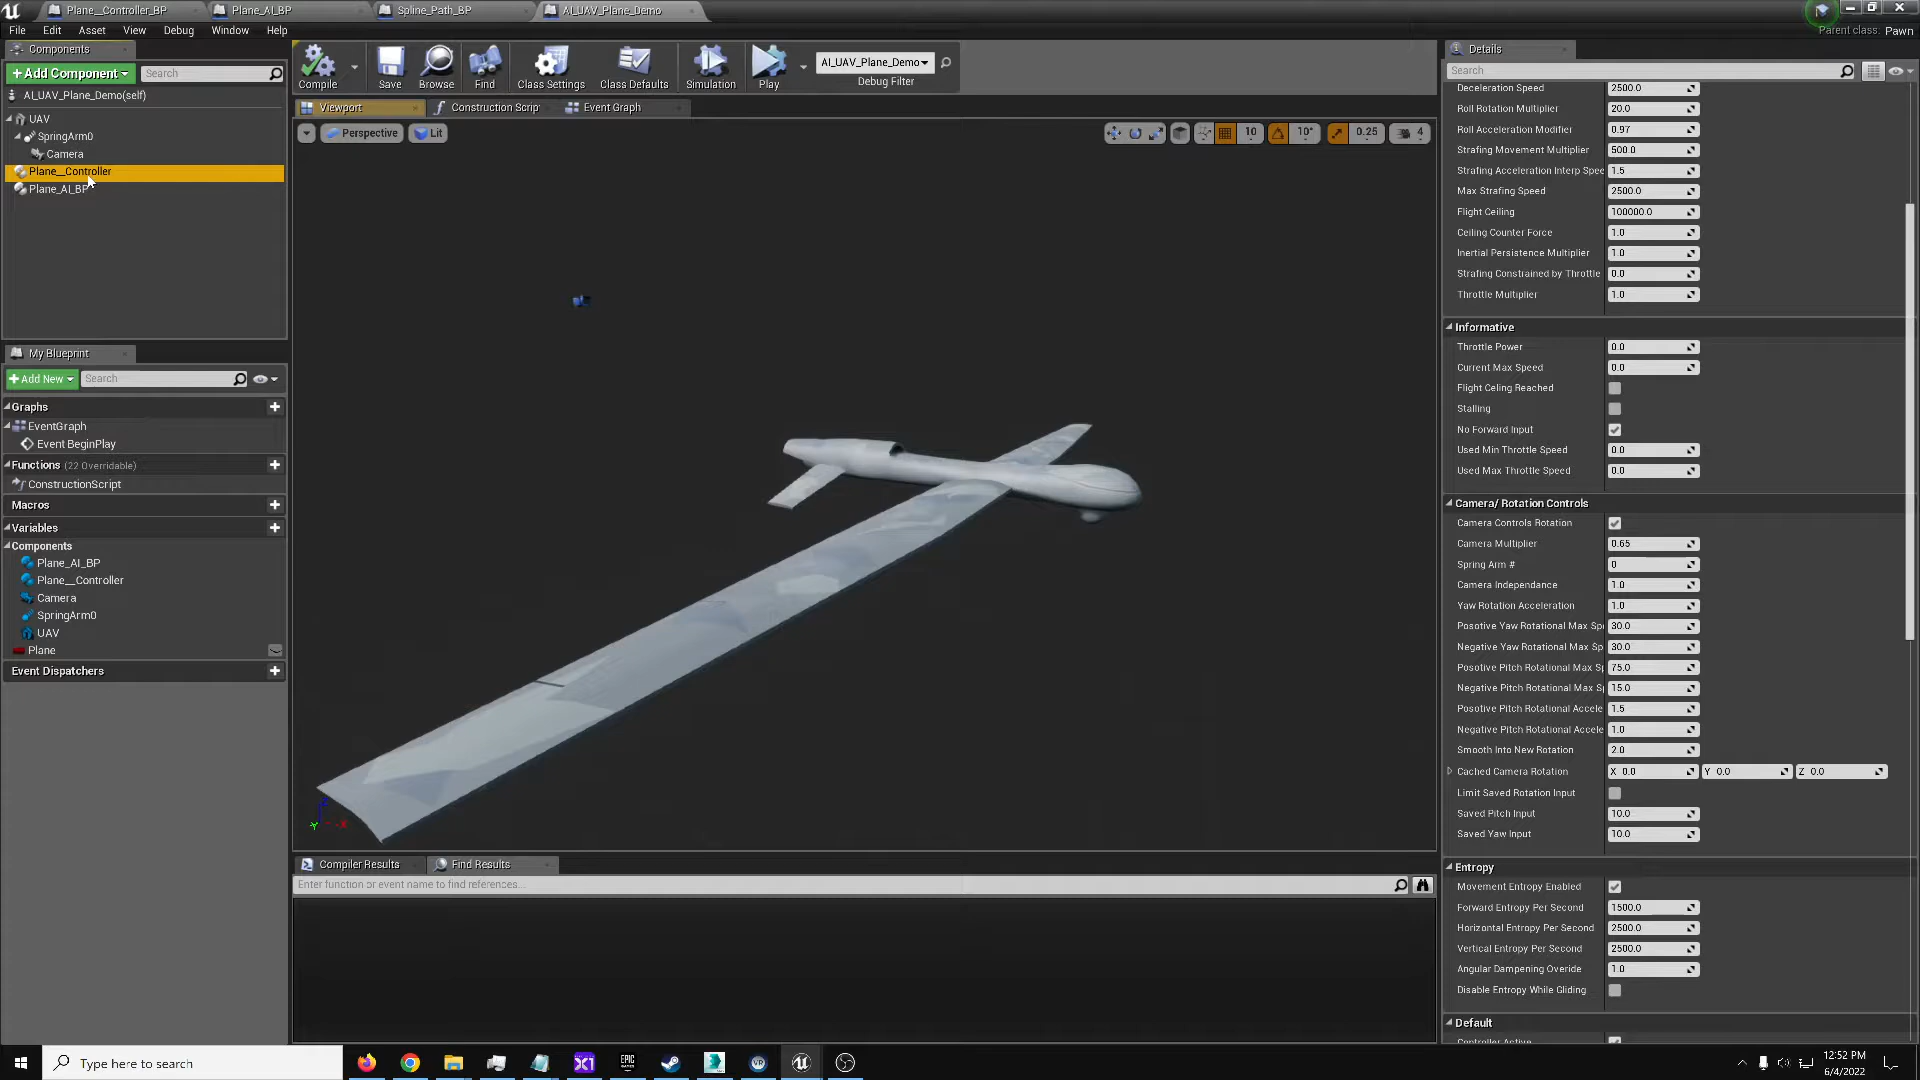 Plane__Controller_BP
Plane_AI_BP
Spline_Path_BP
AI_UAV_Plane_Demo
File
Edit
Asset
View
Debug
Window
Help
Parent class: Pawn
Components
+ Add Component
Search
AI_UAV_Plane_Demo(self)
UAV
SpringArm0
Camera
Plane__Controller
Plane_AI_BP
Compile
Save
Browse
Find
Class Settings
Class Defaults
Simulation
Play
AI_UAV_Plane_Demo
Debug Filter
Viewport
Construction Scrip
Event Graph
Perspective
Lit
10
10°
0.25
4
My Blueprint
+ Add New
Search
Graphs
EventGraph
Event BeginPlay
Functions (22 Overridable)
ConstructionScript
Macros
Variables
Components
Plane_AI_BP
Plane__Controller
Camera
SpringArm0
UAV
Plane
Event Dispatchers
Compiler Results
Find Results
Enter function or event name to find references...
Details
Search
Deceleration Speed 2500.0
Roll Rotation Multiplier 20.0
Roll Acceleration Modifier 0.97
Strafing Movement Multiplier 500.0
Strafing Acceleration Interp Spee 1.5
Max Strafing Speed 2500.0
Flight Ceiling 100000.0
Ceiling Counter Force 1.0
Inertial Persistence Multiplier 1.0
Strafing Constrained by Throttle 0.0
Throttle Multiplier 1.0
Informative
Throttle Power 0.0
Current Max Speed 0.0
Flight Celing Reached
Stalling
No Forward Input
Used Min Throttle Speed 0.0
Used Max Throttle Speed 0.0
Camera/ Rotation Controls
Camera Controls Rotation
Camera Multiplier 0.65
Spring Arm # 0
Camera Independance 1.0
Yaw Rotation Acceleration 1.0
Posotive Yaw Rotational Max Sp 30.0
Negative Yaw Rotational Max Sp 30.0
Posotive Pitch Rotational Max S 75.0
Negative Pitch Rotational Max S 15.0
Posotive Pitch Rotational Accele 1.5
Negative Pitch Rotational Accele 1.0
Smooth Into New Rotation 2.0
Cached Camera Rotation X 0.0 Y 0.0 Z 0.0
Limit Saved Rotation Input
Saved Pitch Input 10.0
Saved Yaw Input 10.0
Entropy
Movement Entropy Enabled
Forward Entropy Per Second 1500.0
Horizontal Entropy Per Second 2500.0
Vertical Entropy Per Second 2500.0
Angular Dampening Overide 1.0
Disable Entropy While Gliding
Default
Controller Active
Type here to search
12:52 PM
6/4/2022